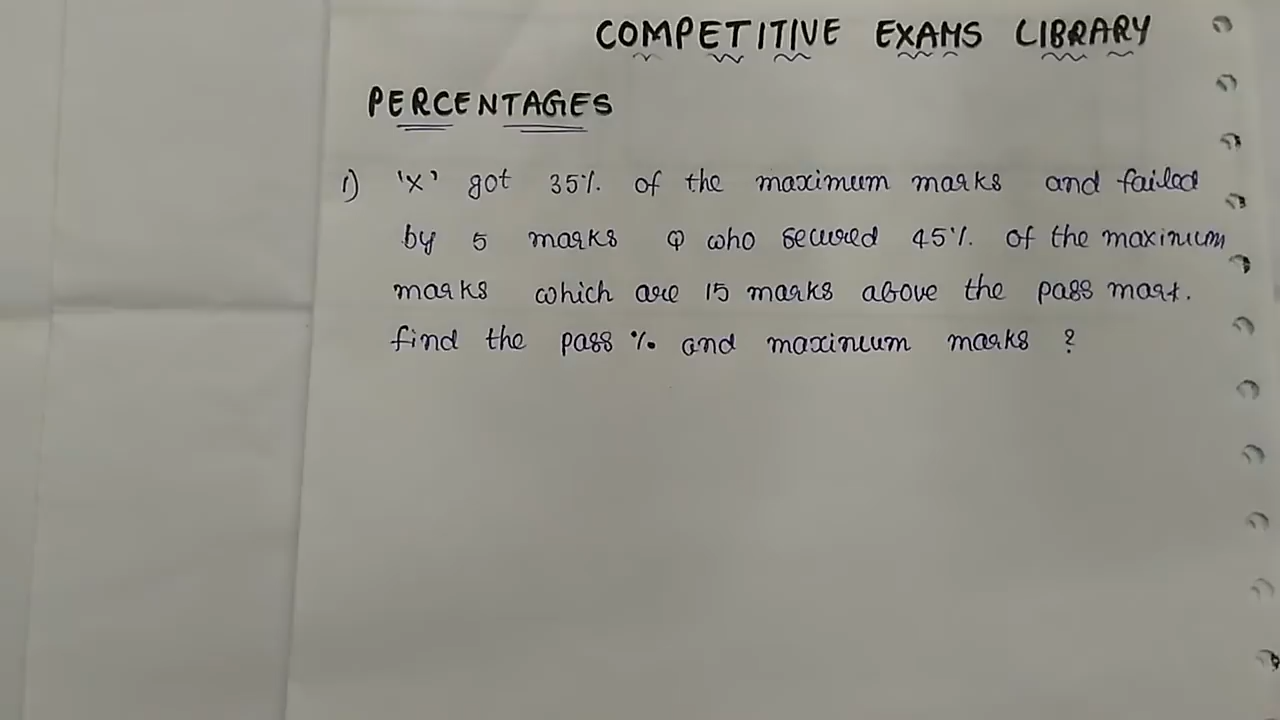 COMPETITIVE EXAMS LIBRARY
PERCENTAGES
1) 'X' got 35% of the maximum marks and failed
by 5 marks Q who secured 45% of the maximum
marks which are 15 marks above the pass mark.
find the pass % and maximum marks ?